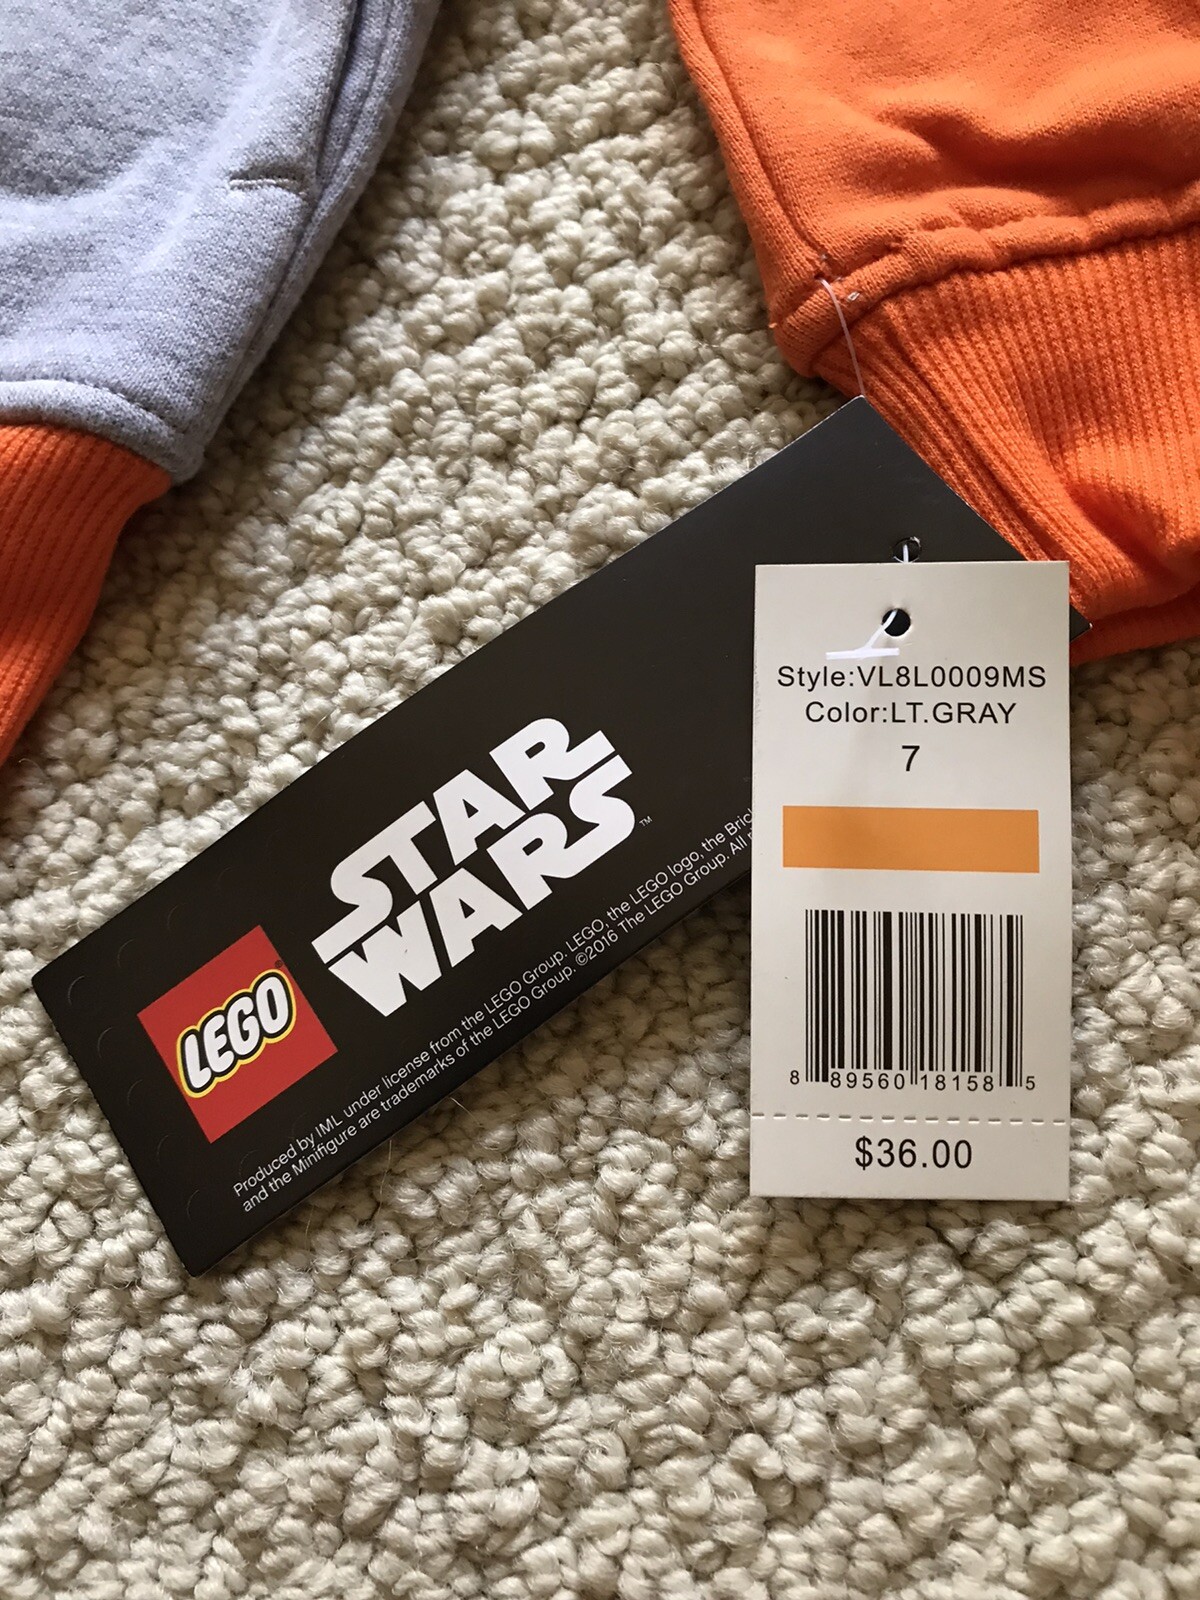 Style:VL8L0009MS
Color:LT.GRAY
7
8 89560 18158 5
$36.00
STAR
WARS™
LEGO®
Produced by IML under license from the LEGO Group. LEGO, the LEGO logo, the
and the Minifigure are trademarks of the LEGO Group. ©2016 The LEGO Group. All